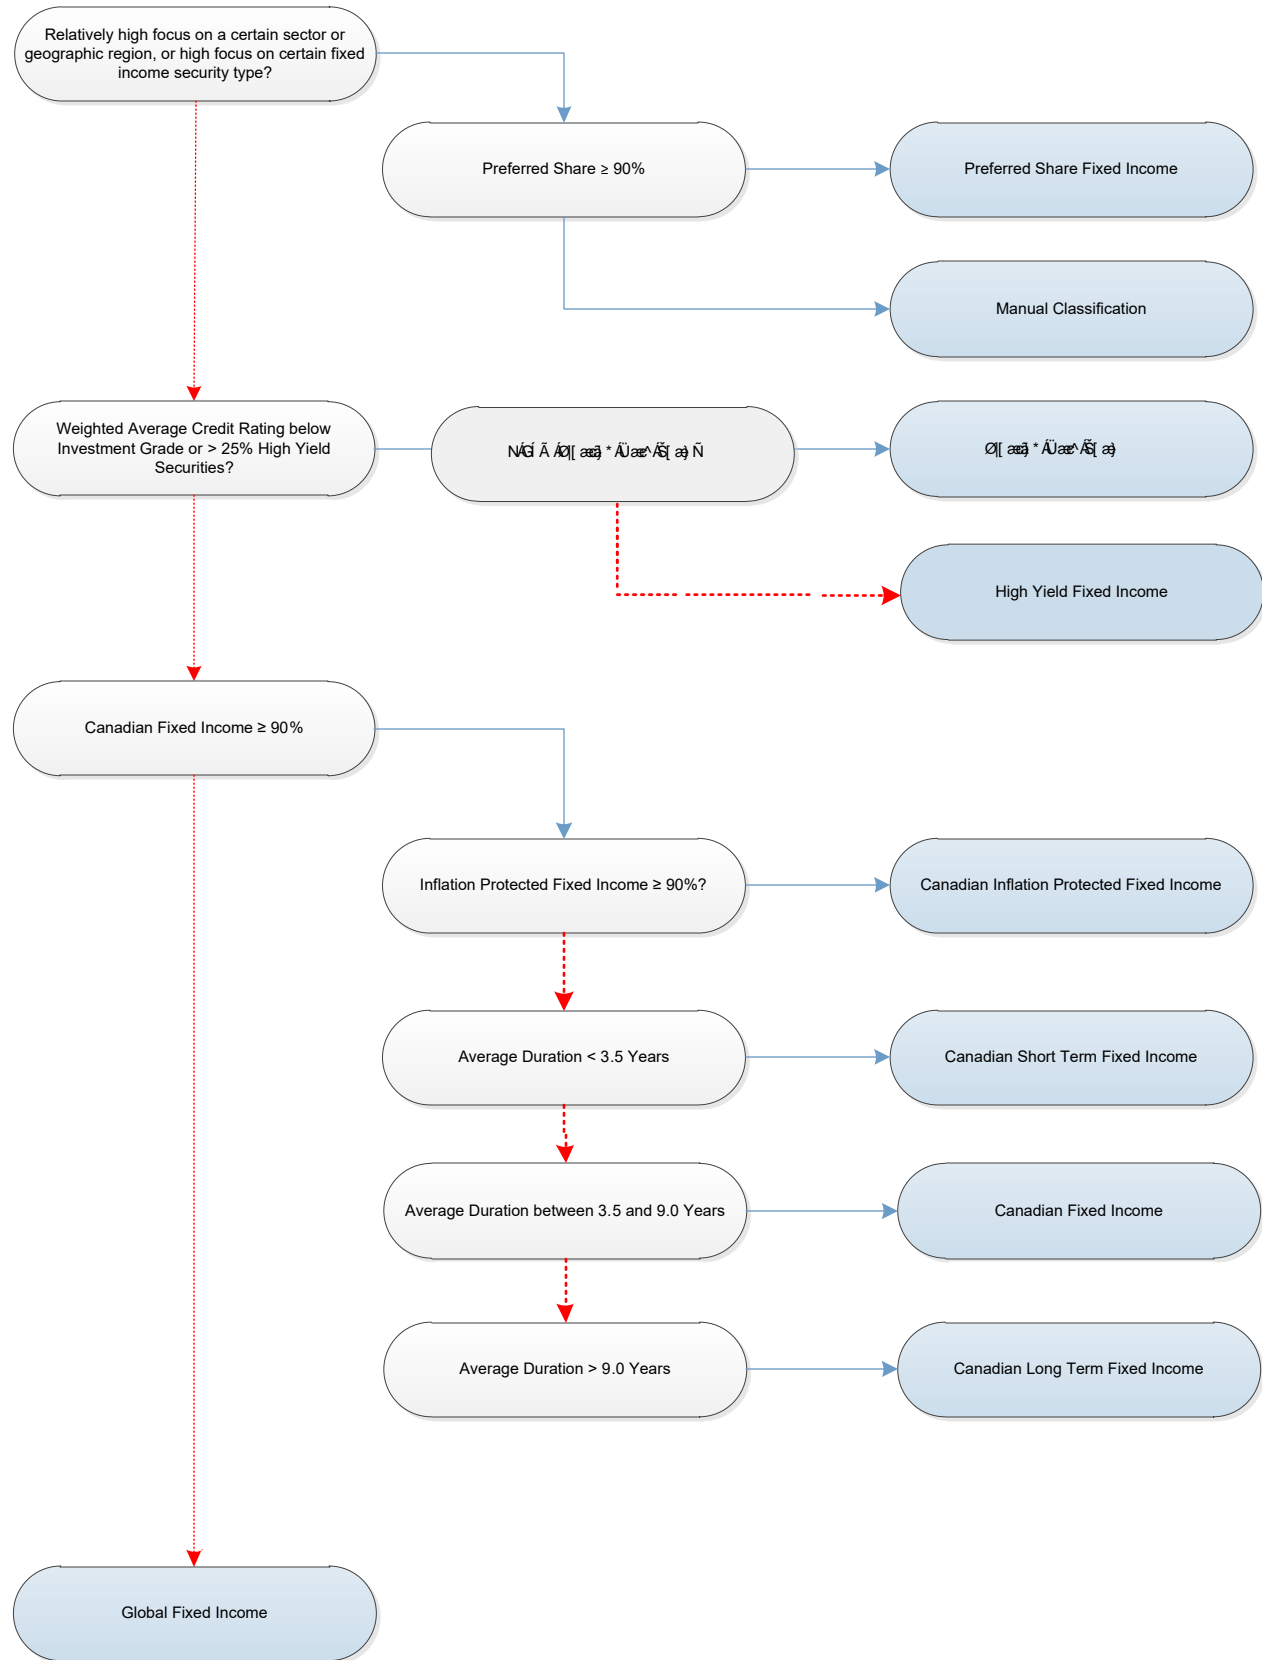 Relatively high focus on a certain sector or
geographic region, or high focus on certain fixed
income security type?
Preferred Share ≥ 90%
Preferred Share Fixed Income
Manual Classification
Weighted Average Credit Rating below
Investment Grade or > 25% High Yield
Securities?
High Yield Fixed Income
Canadian Fixed Income ≥ 90%
Inflation Protected Fixed Income ≥ 90%?
Canadian Inflation Protected Fixed Income
Average Duration < 3.5 Years
Canadian Short Term Fixed Income
Average Duration between 3.5 and 9.0 Years
Canadian Fixed Income
Average Duration > 9.0 Years
Canadian Long Term Fixed Income
Global Fixed Income